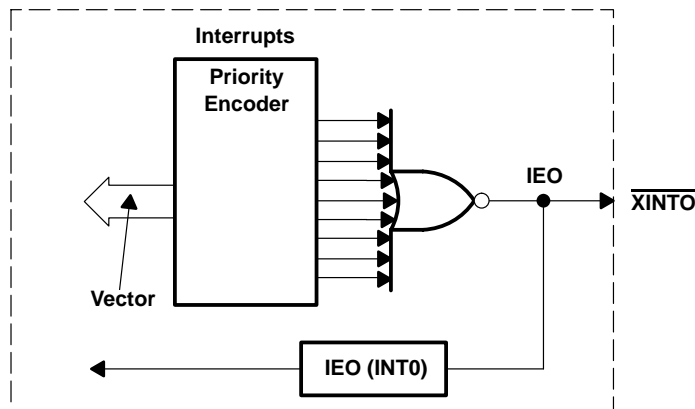 Interrupts
Priority
Encoder
IEO
XINTO
Vector
IEO (INT0)